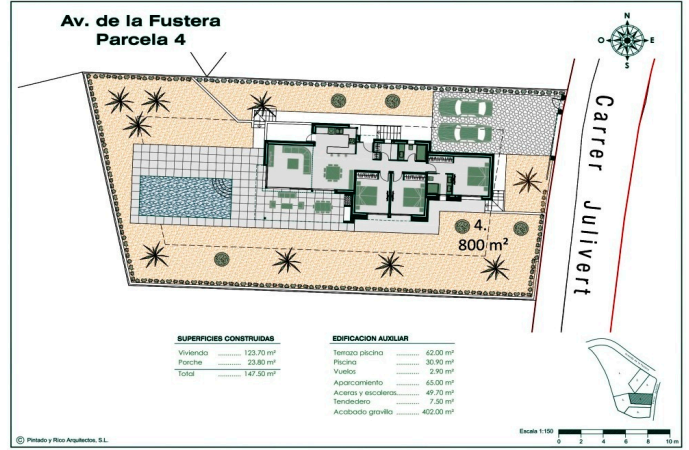 Av. de la Fustera
Parcela 4
N
O E
S
Carrer Julivert
4.
800 m²
SUPERFICIES CONSTRUIDAS
Vivienda ............ 123.70 m²
Porche ............ 23.80 m²
Total ............ 147.50 m²
EDIFICACION AUXILIAR
Terraza piscina ............ 62.00 m²
Piscina ............ 30.90 m²
Vuelos ............ 2.90 m²
Aparcamiento ............ 65.00 m²
Aceras y escaleras............ 49.70 m²
Tendedero ............ 7.50 m²
Acabado gravilla ............ 402.00 m²
© Pintado y Rico Arquitectos, S.L.
Escala 1:150
0 2 4 6 8 10 m